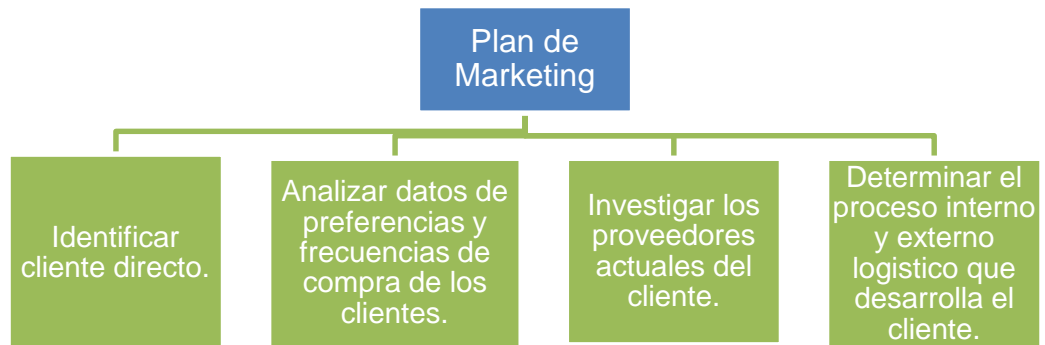 Plan de
Marketing
Identificar
cliente directo.
Analizar datos de
preferencias y
frecuencias de
compra de los
clientes.
Investigar los
proveedores
actuales del
cliente.
Determinar el
proceso interno
y externo
logistico que
desarrolla el
cliente.